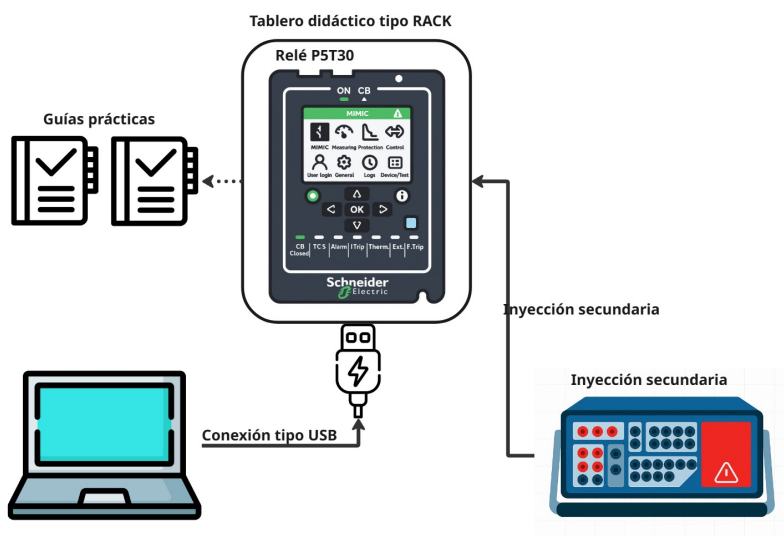 Tablero didáctico tipo RACK
Relé P5T30
Guías prácticas
ON CB
MIMIC
MIMIC Measuring Protection Control
User login General Logs Device/Test
OK
CB Closed TCS Alarm I Trip Therm. Ext. F.Trip
Schneider
Electric
Inyección secundaria
Inyección secundaria
Conexión tipo USB